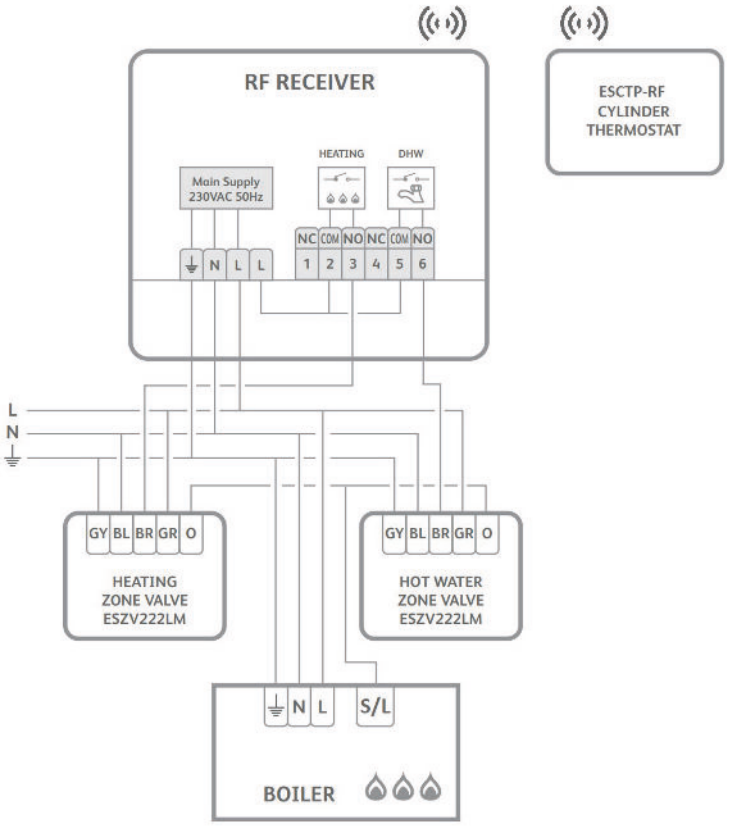 RF RECEIVER
ESCTP-RF
CYLINDER
THERMOSTAT
HEATING
DHW
Main Supply
230VAC 50Hz
NC COM NO NC COM NO
N L L 1 2 3 4 5 6
L
N
GY BL BR GR O
GY BL BR GR O
HEATING
ZONE VALVE
ESZV222LM
HOT WATER
ZONE VALVE
ESZV222LM
N L S/L
BOILER